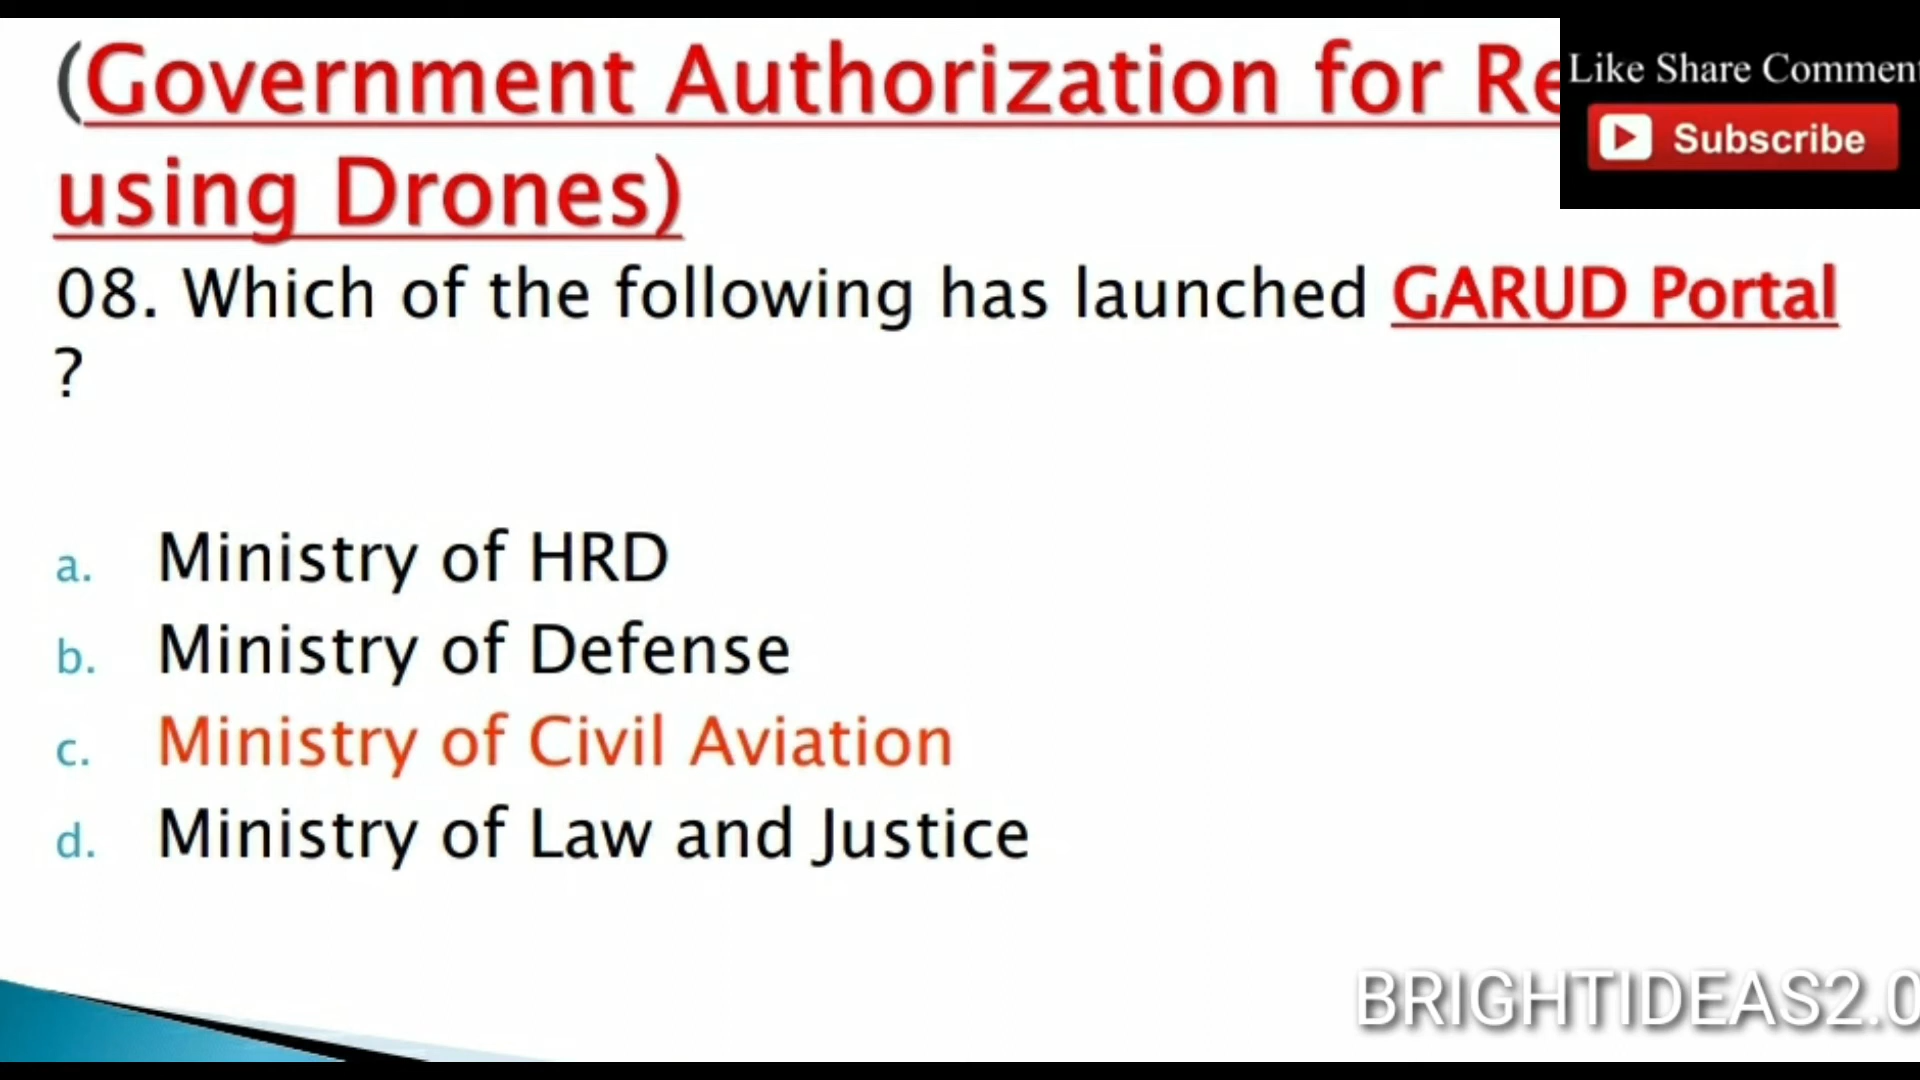 (Government Authorization for Re
using Drones)
08. Which of the following has launched GARUD Portal
?
a. Ministry of HRD
b. Ministry of Defense
c. Ministry of Civil Aviation
d. Ministry of Law and Justice
Like Share Comment
Subscribe
BRIGHTIDEAS2.0